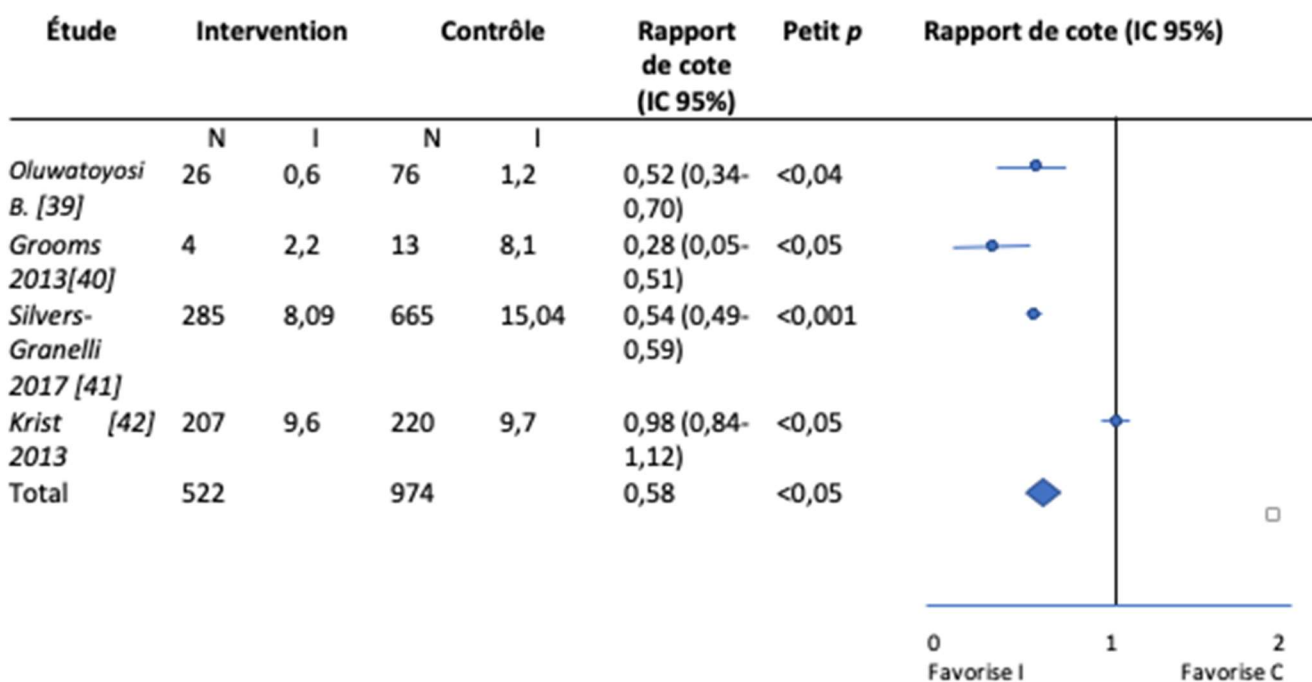 Étude Intervention Contrôle Rapport Petit p Rapport de cote (IC 95%)
de cote
(IC 95%)
N I N I
Oluwatoyosi 26 0,6 76 1,2 0,52 (0,34- <0,04
B. [39] 0,70)
Grooms 4 2,2 13 8,1 0,28 (0,05- <0,05
2013[40] 0,51)
Silvers- 285 8,09 665 15,04 0,54 (0,49- <0,001
Granelli 0,59)
2017 [41]
Krist [42] 207 9,6 220 9,7 0,98 (0,84- <0,05
2013 1,12)
Total 522 974 0,58 <0,05
0 1 2
Favorise I Favorise C